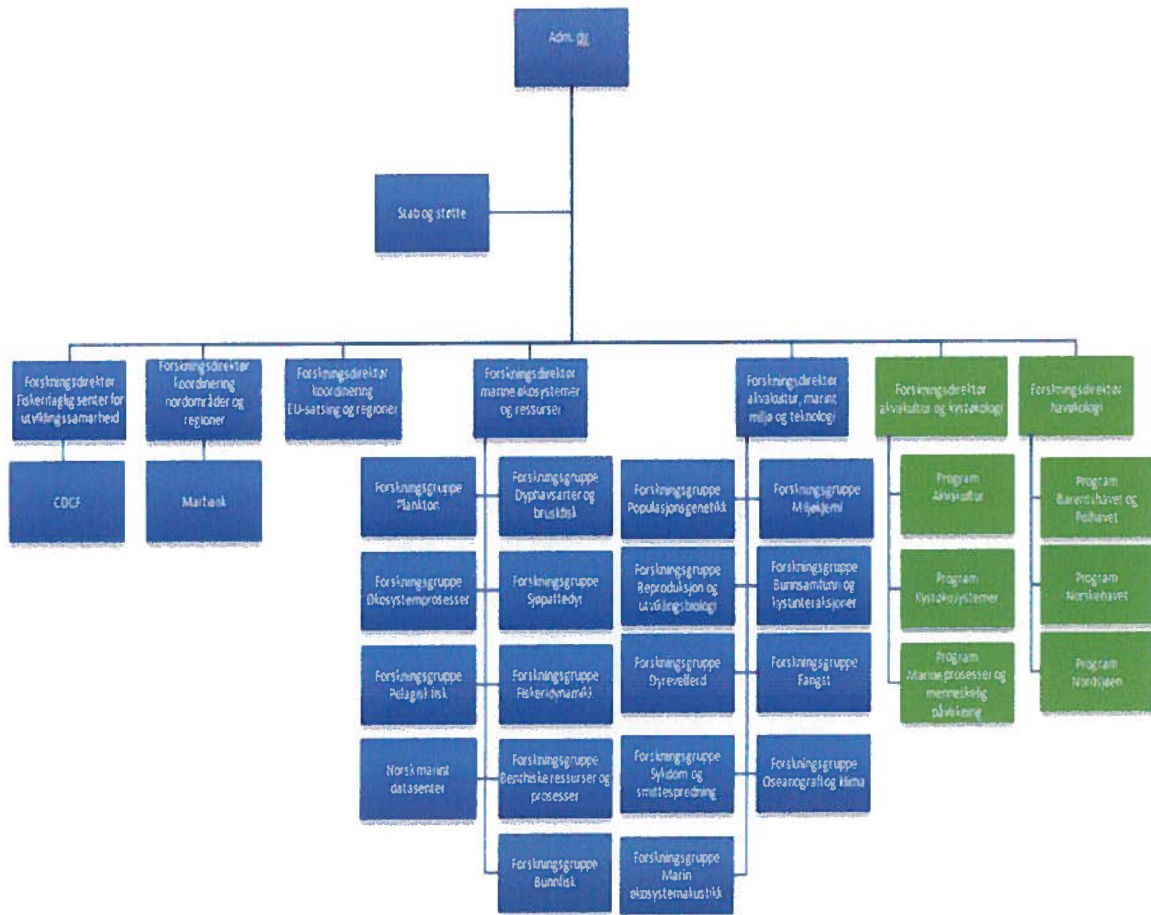 Adm. dir
Stab og støtte
Forskningsdirektør
Fiskerifaglig senter for
utviklingssamarbeid
Forskningsdirektør
koordinering
nordområder og
regioner
Forskningsdirektør
koordinering
EU-satsing og regioner
Forskningsdirektør
marine økosystemer
og ressurser
Forskningsdirektør
akvakultur, marint
miljø og teknologi
Forskningsdirektør
akvakultur og kystøkologi
Forskningsdirektør
havøkologi
CDCF
Marbank
Forskningsgruppe
Plankton
Forskningsgruppe
Dyphavsarter og
bruskfisk
Forskningsgruppe
Populasjonsgenetikk
Forskningsgruppe
Miljøkjemi
Program
Akvakultur
Program
Barentshavet og
Polhavet
Forskningsgruppe
Økosystemprosesser
Forskningsgruppe
Sjøpattedyr
Forskningsgruppe
Reproduksjon og
utviklingsbiologi
Forskningsgruppe
Bunnsamfunn og
kystinteraksjoner
Program
Kystøkosystemer
Program
Norskehavet
Forskningsgruppe
Pelagisk fisk
Forskningsgruppe
Fiskeridynamikk
Forskningsgruppe
Dyrevelferd
Forskningsgruppe
Fangst
Program
Marine prosesser og
menneskelig
påvirkning
Program
Nordsjøen
Norsk marint
datasenter
Forskningsgruppe
Benthiske ressurser og
prosesser
Forskningsgruppe
Sykdom og
smittespredning
Forskningsgruppe
Oseanografi og klima
Forskningsgruppe
Bunnfisk
Forskningsgruppe
Marin
økosystemakustikk